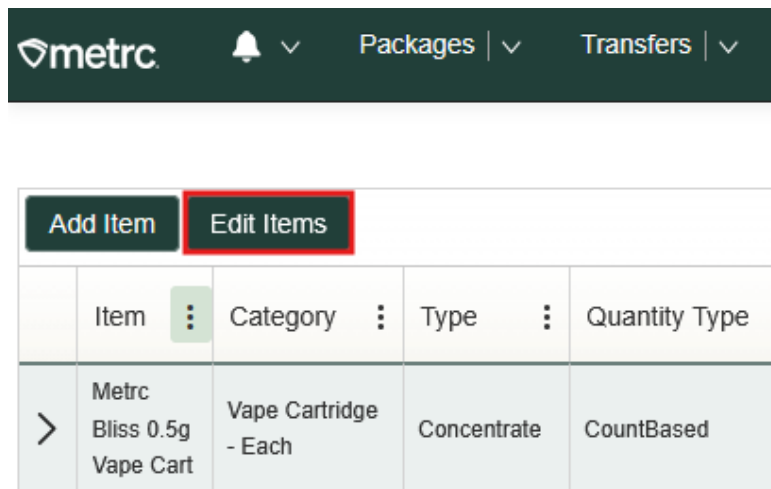 metrc.
Packages
Transfers
Add Item
Edit Items
Item
Category
Type
Quantity Type
Metrc
Bliss 0.5g
Vape Cart
Vape Cartridge
- Each
Concentrate
CountBased